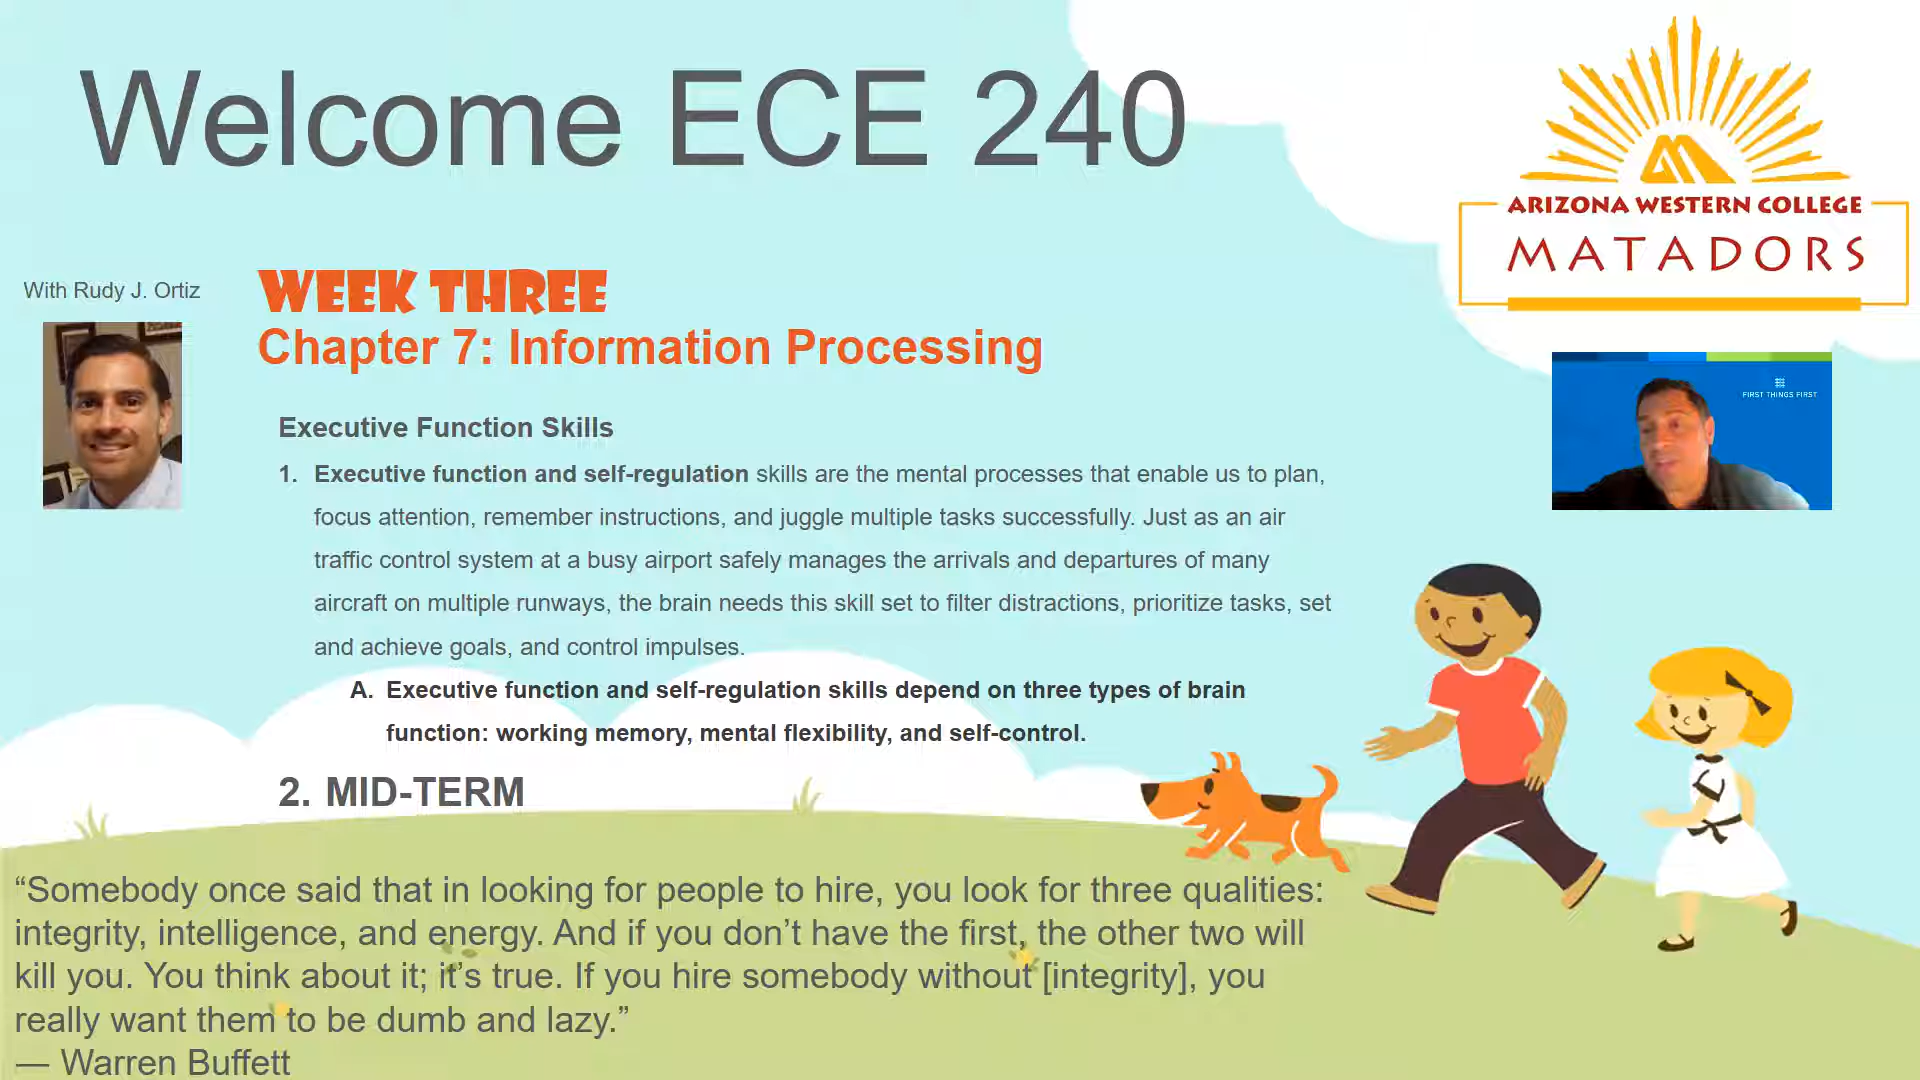 Welcome ECE 240
ARIZONA WESTERN COLLEGE
MATADORS
With Rudy J. Ortiz
WEEK THREE
Chapter 7: Information Processing
FIRST THINGS FIRST
Executive Function Skills
1. Executive function and self-regulation skills are the mental processes that enable us to plan,
focus attention, remember instructions, and juggle multiple tasks successfully. Just as an air
traffic control system at a busy airport safely manages the arrivals and departures of many
aircraft on multiple runways, the brain needs this skill set to filter distractions, prioritize tasks, set
and achieve goals, and control impulses.
A. Executive function and self-regulation skills depend on three types of brain
function: working memory, mental flexibility, and self-control.
2. MID-TERM
“Somebody once said that in looking for people to hire, you look for three qualities:
integrity, intelligence, and energy. And if you don’t have the first, the other two will
kill you. You think about it; it’s true. If you hire somebody without [integrity], you
really want them to be dumb and lazy.”
— Warren Buffett